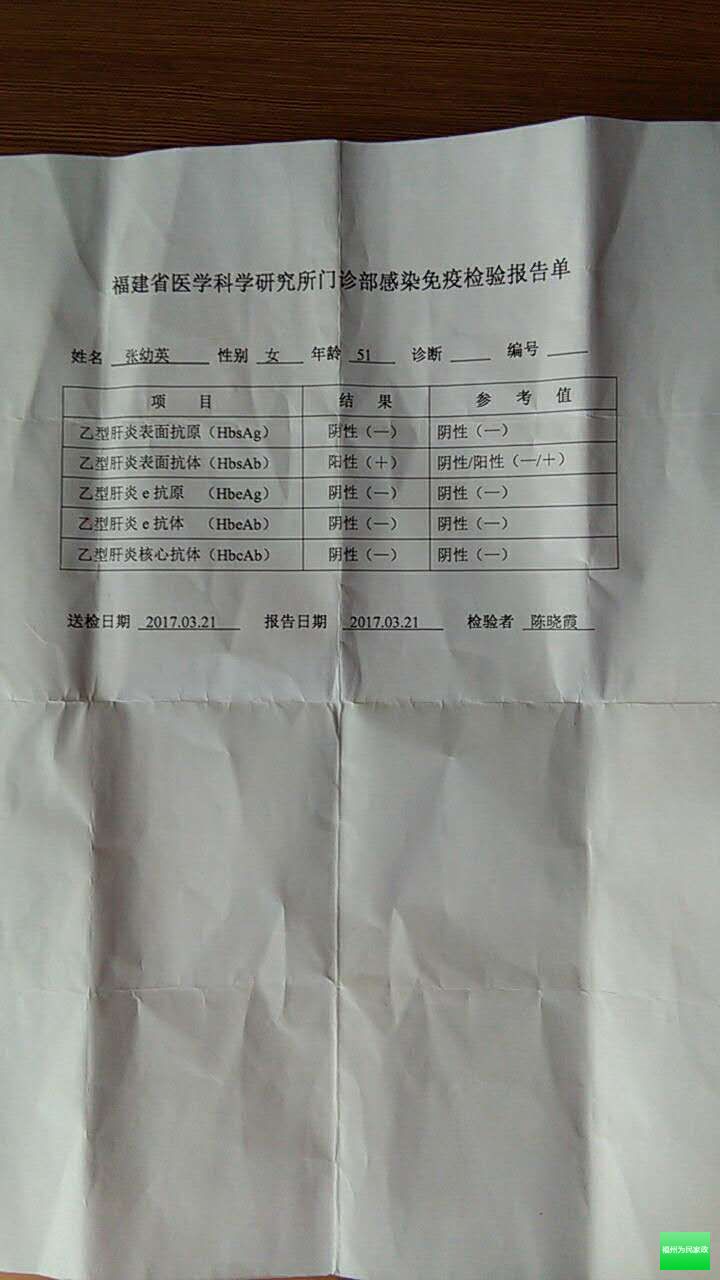 福建省医学科学研究所门诊部感染免疫检验报告单
姓名 张幼英 性别 女 年龄 51 诊断 编号
项 目 结 果 参 考 值
乙型肝炎表面抗原（HbsAg） 阴性（—） 阴性（—）
乙型肝炎表面抗体（HbsAb） 阳性（+） 阴性/阳性（—/+）
乙型肝炎 e 抗原 （HbeAg） 阴性（—） 阴性（—）
乙型肝炎 e 抗体 （HbeAb） 阴性（—） 阴性（—）
乙型肝炎核心抗体（HbcAb） 阴性（—） 阴性（—）
送检日期 2017.03.21 报告日期 2017.03.21 检验者 陈晓霞
福州为民家政